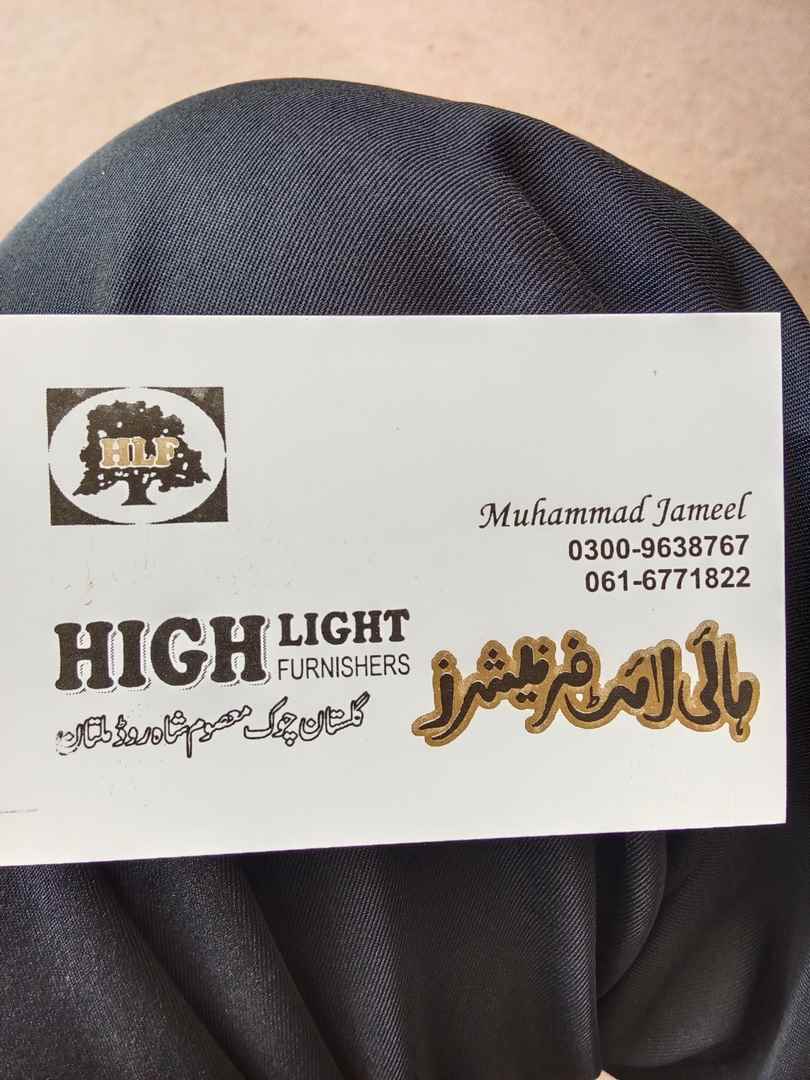 HLF
Muhammad Jameel
0300-9638767
061-6771822
HIGH LIGHT
FURNISHERS
ہائی لائٹ فرنیشرز
گلستان چوک معصوم شاہ روڈ ملتان